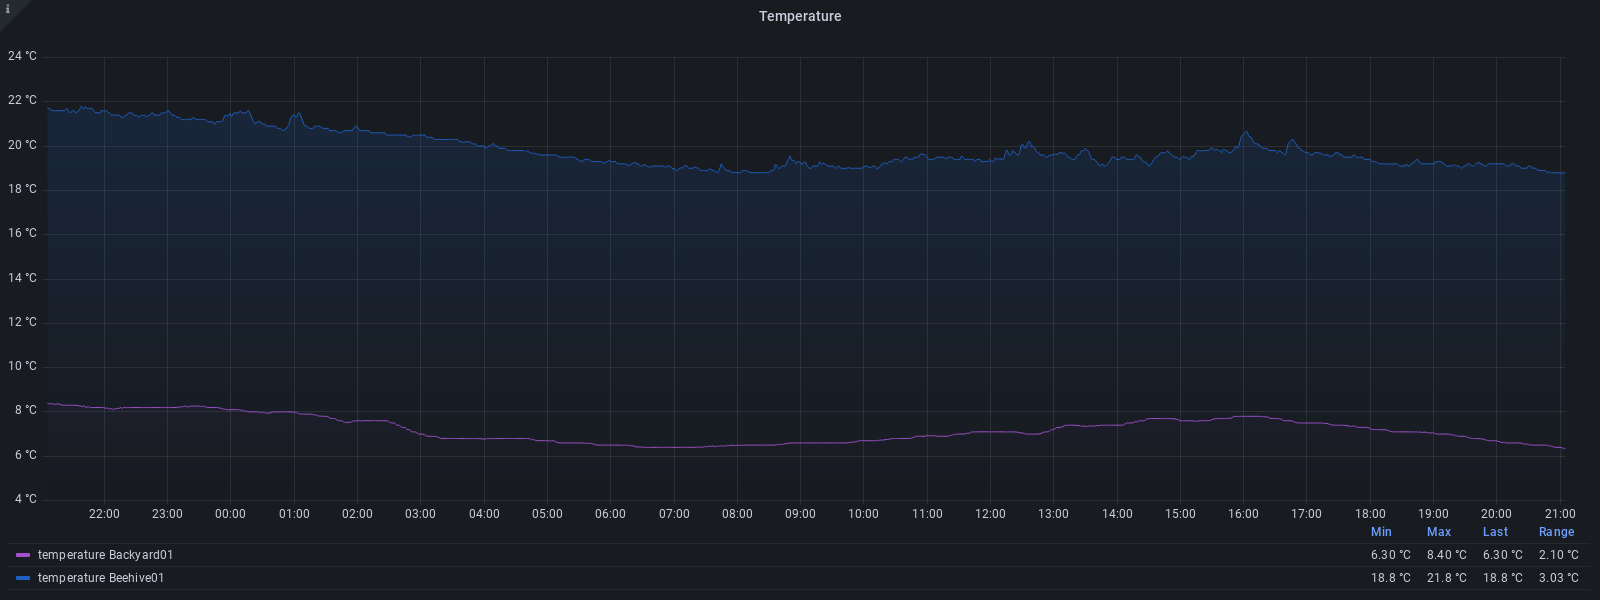 i
Temperature
24 °C
22 °C
20 °C
18 °C
16 °C
14 °C
12 °C
10 °C
8 °C
6 °C
4 °C
22:00 23:00 00:00 01:00 02:00 03:00 04:00 05:00 06:00 07:00 08:00 09:00 10:00 11:00 12:00 13:00 14:00 15:00 16:00 17:00 18:00 19:00 20:00 21:00
Min Max Last Range
temperature Backyard01 6.30 °C 8.40 °C 6.30 °C 2.10 °C
temperature Beehive01 18.8 °C 21.8 °C 18.8 °C 3.03 °C